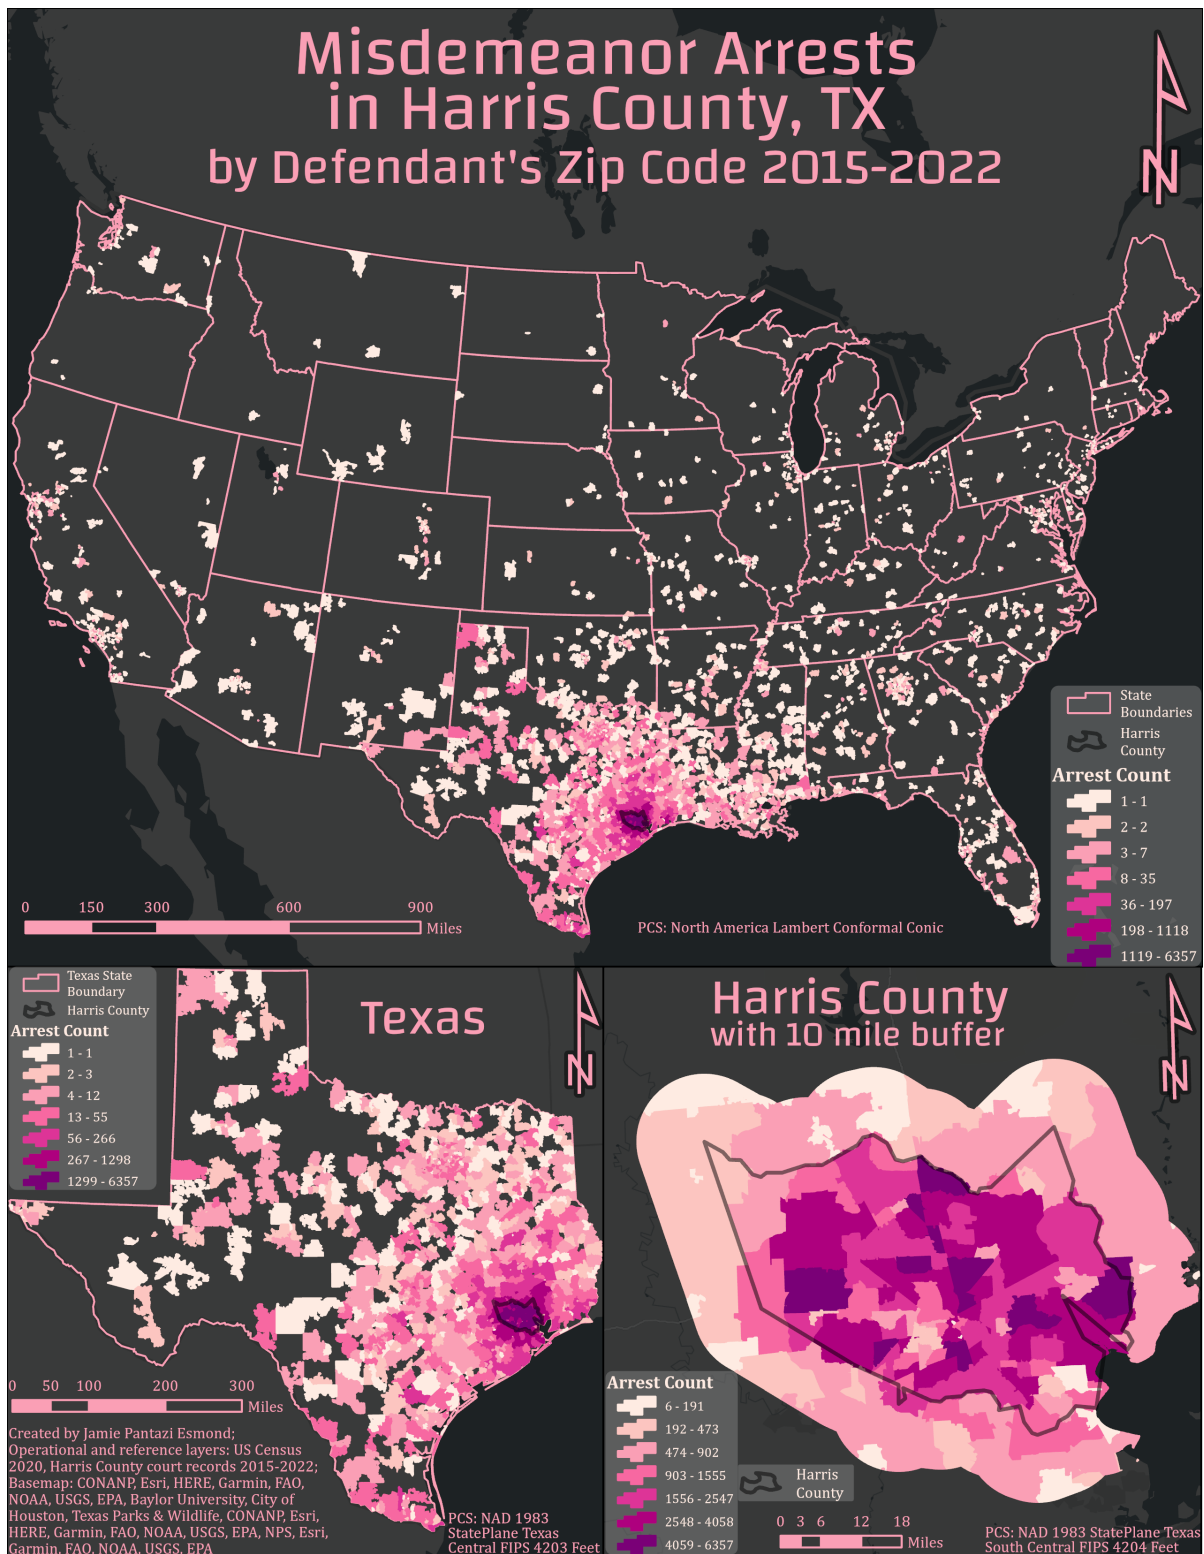 Misdemeanor Arrests
in Harris County, TX
by Defendant's Zip Code 2015-2022
N
State
Boundaries
Harris
County
Arrest Count
1 - 1
2 - 2
3 - 7
8 - 35
36 - 197
198 - 1118
1119 - 6357
0 150 300 600 900
Miles
PCS: North America Lambert Conformal Conic
Texas State
Boundary
Harris County
Arrest Count
1 - 1
2 - 3
4 - 12
13 - 55
56 - 266
267 - 1298
1299 - 6357
Texas
N
0 50 100 200 300
Miles
Created by Jamie Pantazi Esmond;
Operational and reference layers: US Census
2020, Harris County court records 2015-2022;
Basemap: CONANP, Esri, HERE, Garmin, FAO,
NOAA, USGS, EPA, Baylor University, City of
Houston, Texas Parks & Wildlife, CONANP, Esri,
HERE, Garmin, FAO, NOAA, USGS, EPA, NPS, Esri,
Garmin, FAO, NOAA, USGS, EPA
PCS: NAD 1983
StatePlane Texas
Central FIPS 4203 Feet
Harris County
with 10 mile buffer
N
Arrest Count
6 - 191
192 - 473
474 - 902
903 - 1555
1556 - 2547
2548 - 4058
4059 - 6357
Harris
County
0 3 6 12 18
Miles
PCS: NAD 1983 StatePlane Texas
South Central FIPS 4204 Feet